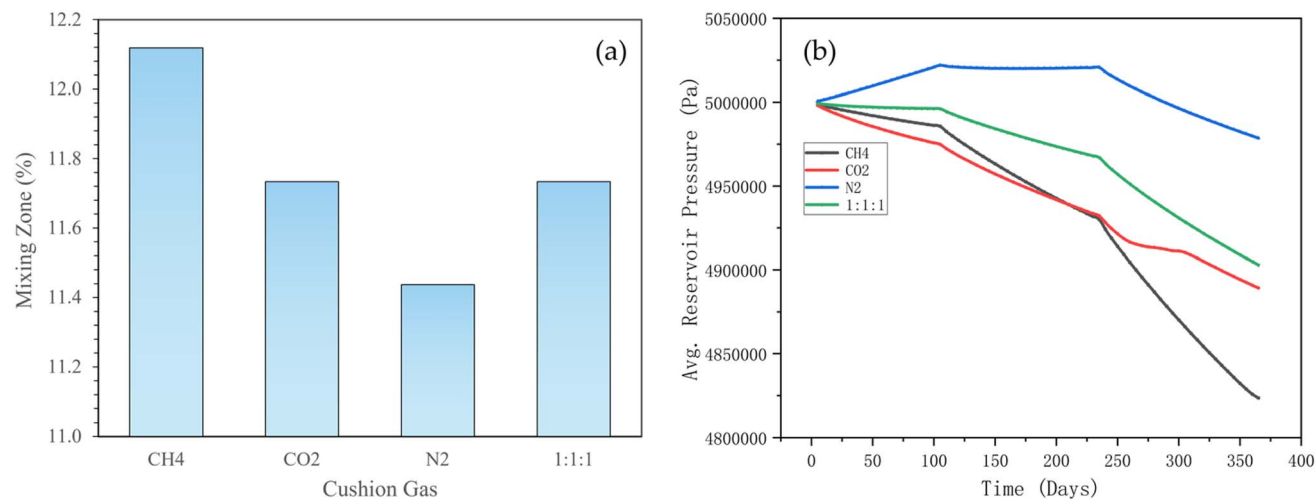 (a)
Mixing Zone (%)
12.2
12.0
11.8
11.6
11.4
11.2
11.0
CH4 CO2 N2 1:1:1
Cushion Gas
(b)
Avg. Reservoir Pressure (Pa)
5050000
5000000
4950000
4900000
4850000
4800000
CH4
CO2
N2
1:1:1
0 50 100 150 200 250 300 350 400
Time (Days)